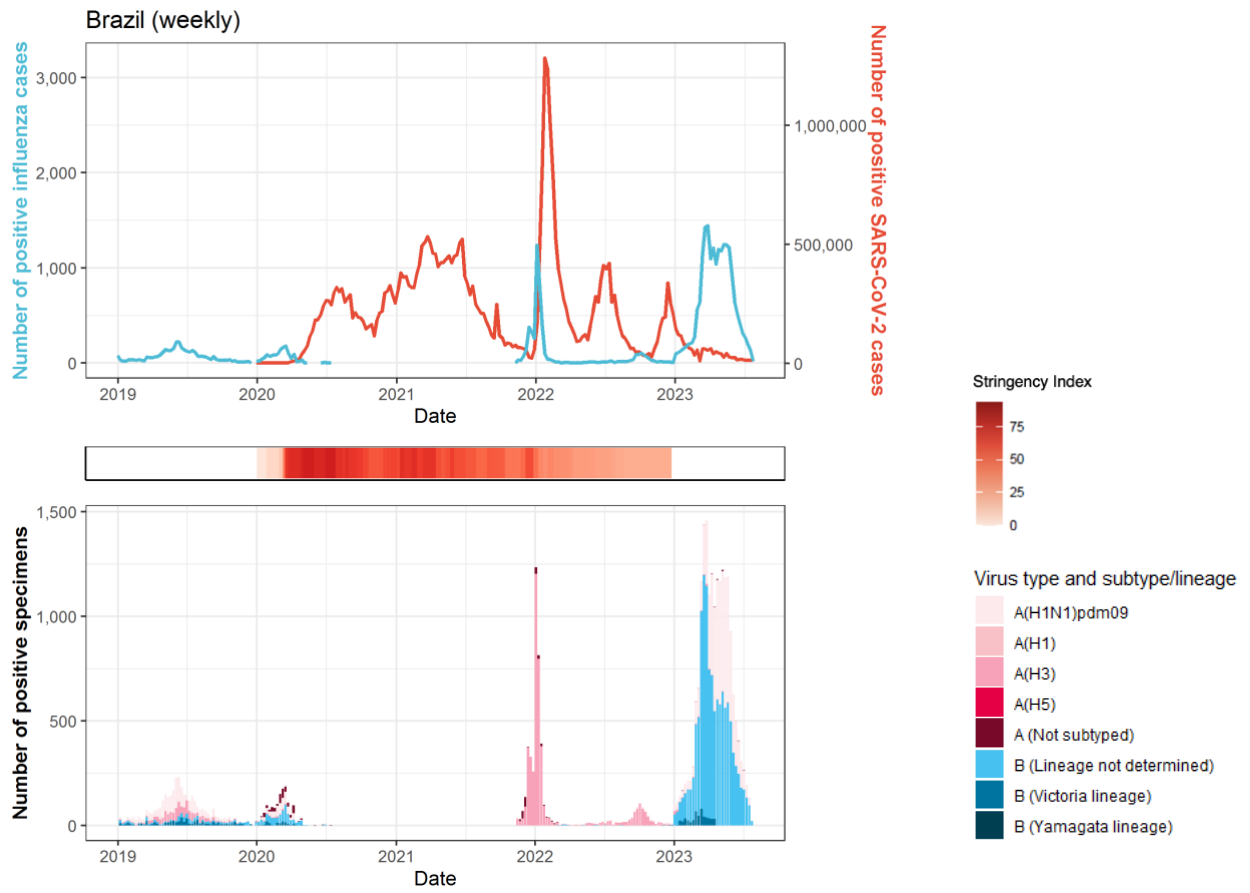 Brazil (weekly)
Number of positive influenza cases
3,000
2,000
1,000
0
1,000,000
500,000
0
Number of positive SARS-CoV-2 cases
2019 2020 2021 2022 2023
Date
Stringency Index
75
50
25
0
Number of positive specimens
1,500
1,000
500
0
2019 2020 2021 2022 2023
Date
Virus type and subtype/lineage
A(H1N1)pdm09
A(H1)
A(H3)
A(H5)
A (Not subtyped)
B (Lineage not determined)
B (Victoria lineage)
B (Yamagata lineage)